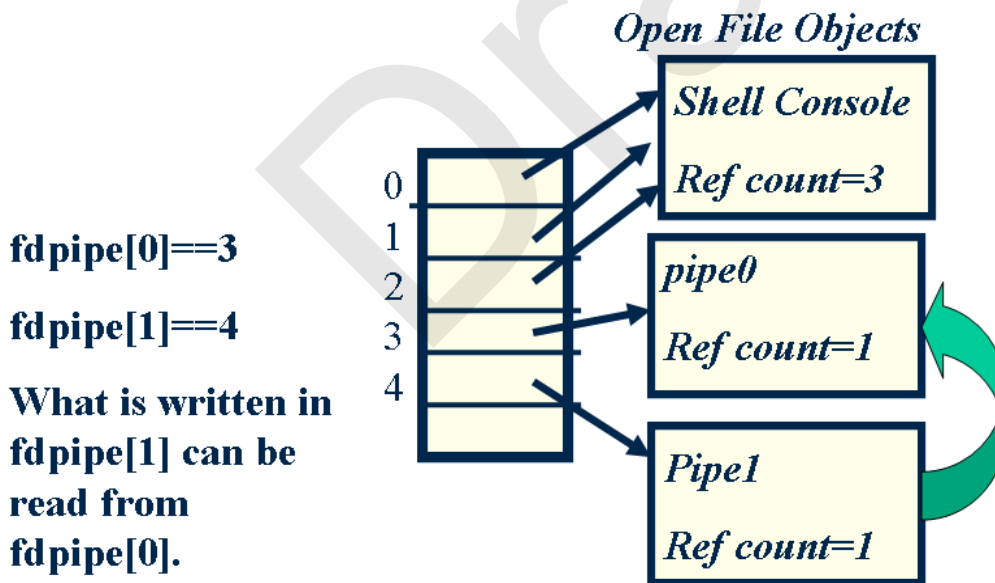 Open File Objects
Shell Console
Ref count=3
0
1
2
3
4
fdpipe[0]==3
fdpipe[1]==4
What is written in
fdpipe[1] can be
read from
fdpipe[0].
pipe0
Ref count=1
Pipe1
Ref count=1